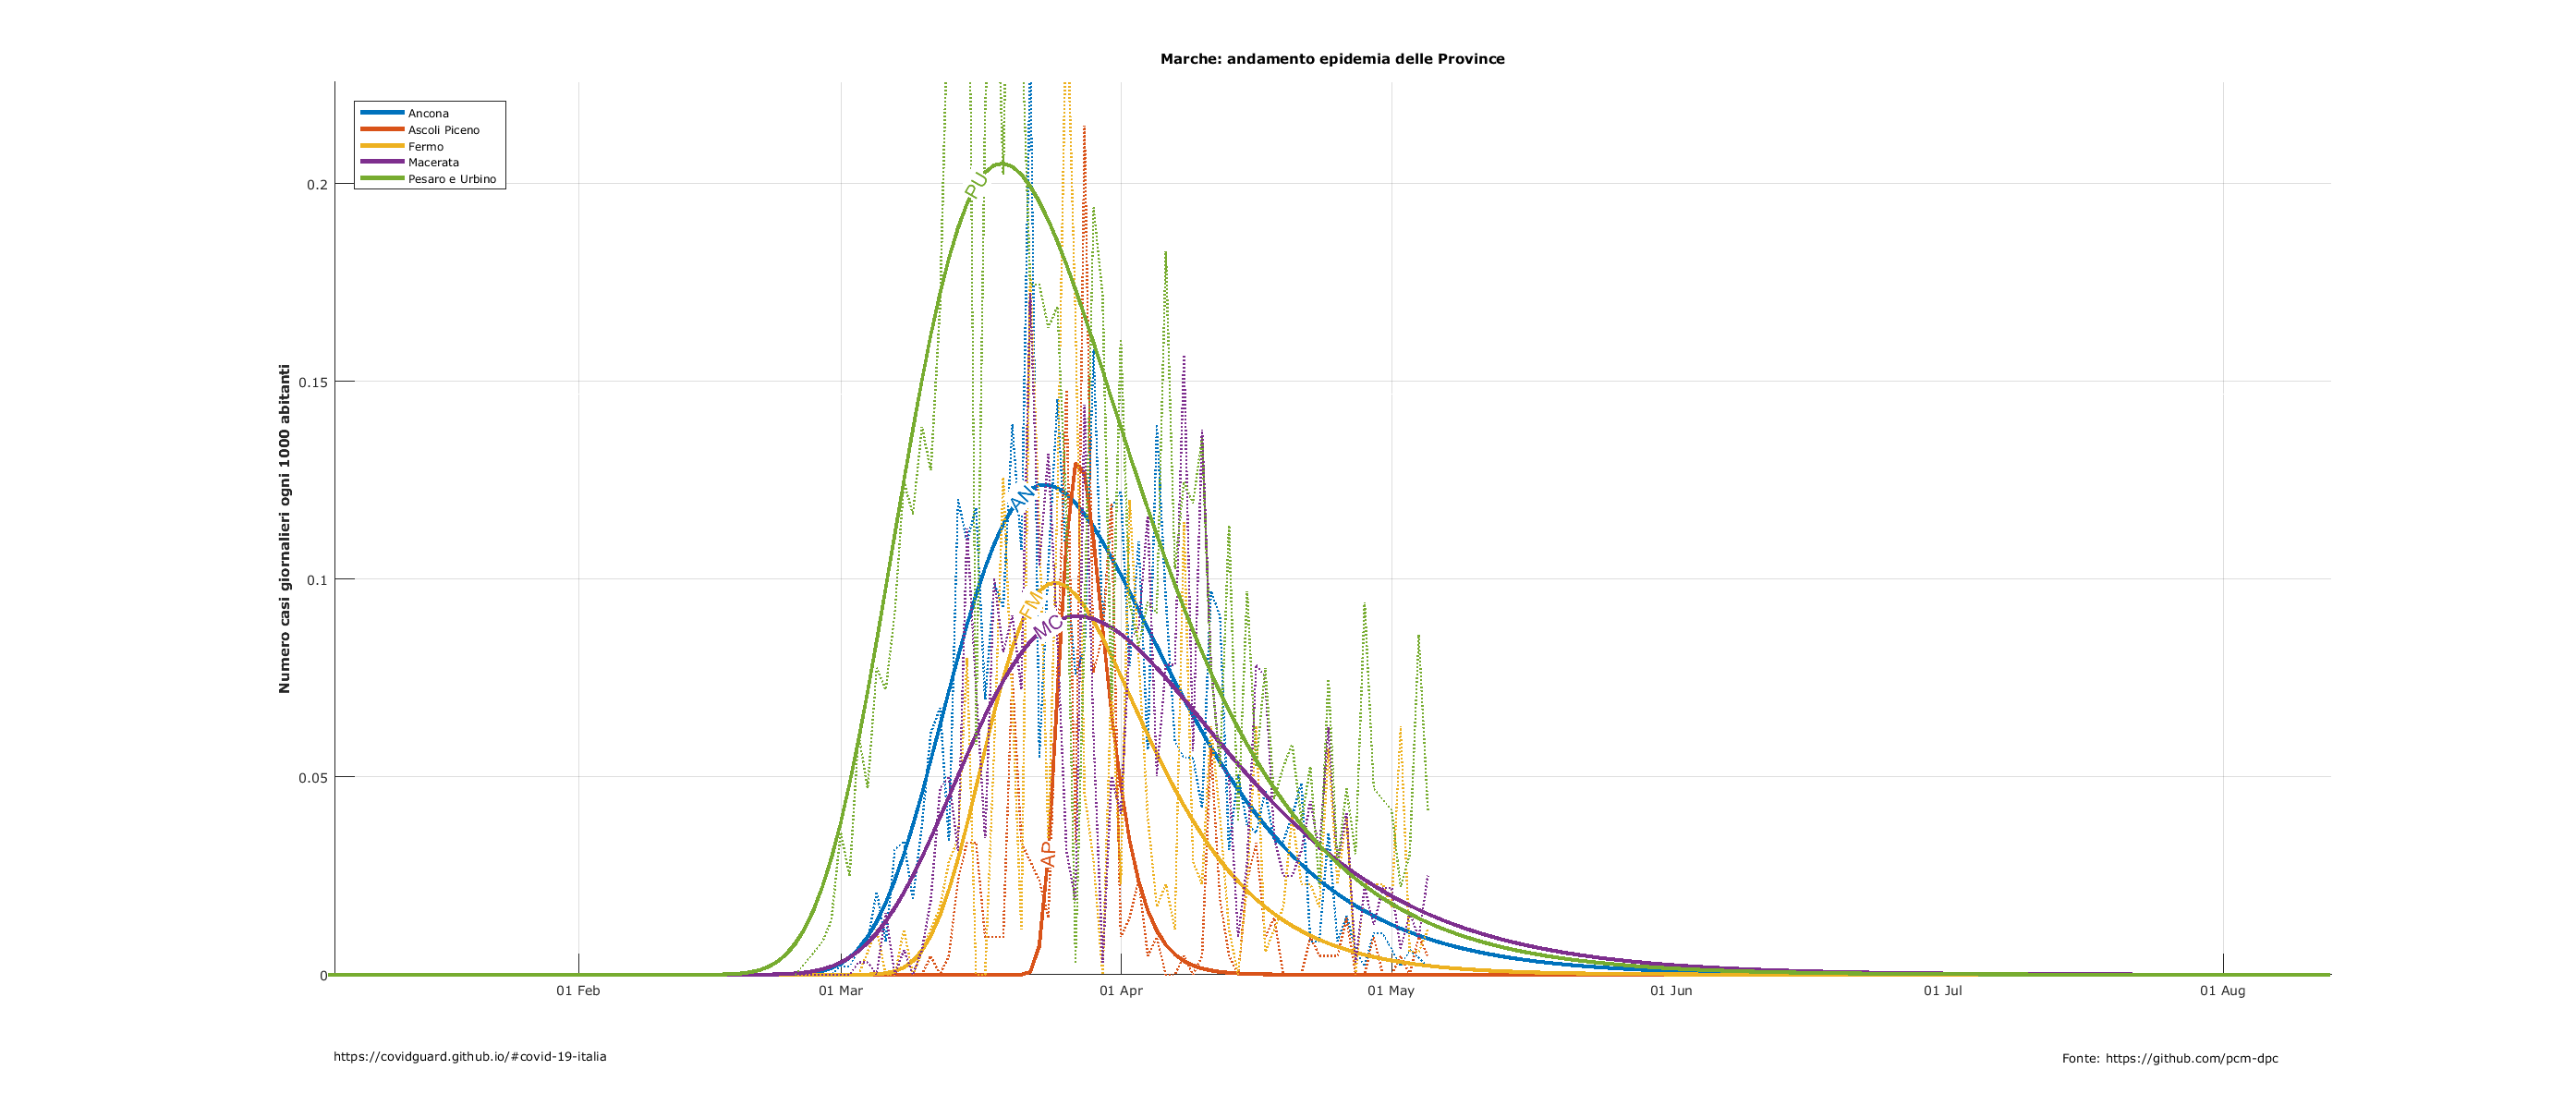 Marche: andamento epidemia delle Province
Ancona
Ascoli Piceno
Fermo
Macerata
Pesaro e Urbino
Numero casi giornalieri ogni 1000 abitanti
0.2
0.15
0.1
0.05
0
PU
AN
FM
MC
AP
01 Feb
01 Mar
01 Apr
01 May
01 Jun
01 Jul
01 Aug
https://covidguard.github.io/#covid-19-italia
Fonte: https://github.com/pcm-dpc